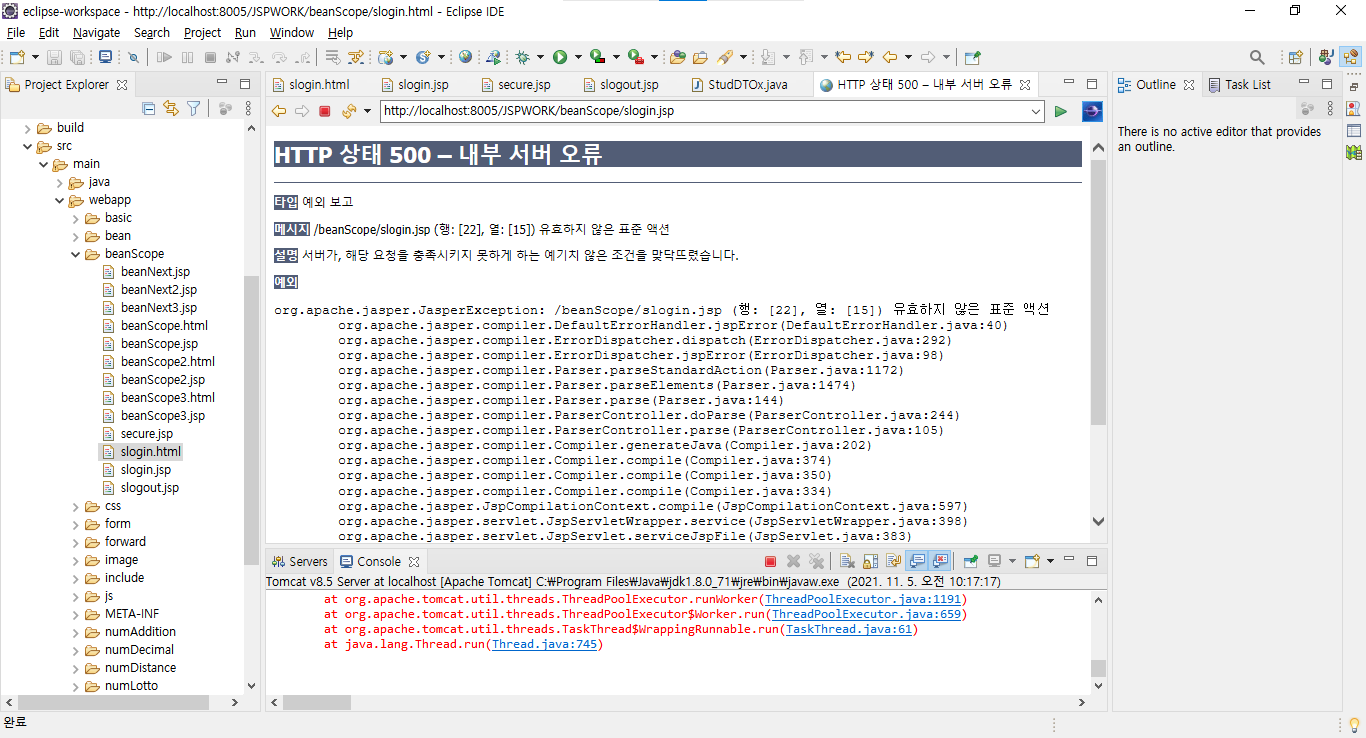 eclipse-workspace - http://localhost:8005/JSPWORK/beanScope/slogin.html - Eclipse IDE
File Edit Navigate Search Project Run Window Help
Project Explorer
build
src
main
java
webapp
basic
bean
beanScope
beanNext.jsp
beanNext2.jsp
beanNext3.jsp
beanScope.html
beanScope.jsp
beanScope2.html
beanScope2.jsp
beanScope3.html
beanScope3.jsp
secure.jsp
slogin.html
slogin.jsp
slogout.jsp
css
form
forward
image
include
js
META-INF
numAddition
numDecimal
numDistance
numLotto
slogin.html slogin.jsp secure.jsp slogout.jsp StudDTOx.java HTTP 상태 500 – 내부 서버 오류
http://localhost:8005/JSPWORK/beanScope/slogin.jsp
HTTP 상태 500 – 내부 서버 오류
타입 예외 보고
메시지 /beanScope/slogin.jsp (행: [22], 열: [15]) 유효하지 않은 표준 액션
설명 서버가, 해당 요청을 충족시키지 못하게 하는 예기치 않은 조건을 맞닥뜨렸습니다.
예외
org.apache.jasper.JasperException: /beanScope/slogin.jsp (행: [22], 열: [15]) 유효하지 않은 표준 액션
org.apache.jasper.compiler.DefaultErrorHandler.jspError(DefaultErrorHandler.java:40)
org.apache.jasper.compiler.ErrorDispatcher.dispatch(ErrorDispatcher.java:292)
org.apache.jasper.compiler.ErrorDispatcher.jspError(ErrorDispatcher.java:98)
org.apache.jasper.compiler.Parser.parseStandardAction(Parser.java:1172)
org.apache.jasper.compiler.Parser.parseElements(Parser.java:1474)
org.apache.jasper.compiler.Parser.parse(Parser.java:144)
org.apache.jasper.compiler.ParserController.doParse(ParserController.java:244)
org.apache.jasper.compiler.ParserController.parse(ParserController.java:105)
org.apache.jasper.compiler.Compiler.generateJava(Compiler.java:202)
org.apache.jasper.compiler.Compiler.compile(Compiler.java:374)
org.apache.jasper.compiler.Compiler.compile(Compiler.java:350)
org.apache.jasper.compiler.Compiler.compile(Compiler.java:334)
org.apache.jasper.JspCompilationContext.compile(JspCompilationContext.java:597)
org.apache.jasper.servlet.JspServletWrapper.service(JspServletWrapper.java:398)
org.apache.jasper.servlet.JspServlet.serviceJspFile(JspServlet.java:383)
Servers Console
Tomcat v8.5 Server at localhost [Apache Tomcat] C:₩Program Files₩Java₩jdk1.8.0_71₩jre₩bin₩javaw.exe (2021. 11. 5. 오전 10:17:17)
at org.apache.tomcat.util.threads.ThreadPoolExecutor.runWorker(ThreadPoolExecutor.java:1191)
at org.apache.tomcat.util.threads.ThreadPoolExecutor$Worker.run(ThreadPoolExecutor.java:659)
at org.apache.tomcat.util.threads.TaskThread$WrappingRunnable.run(TaskThread.java:61)
at java.lang.Thread.run(Thread.java:745)
Outline Task List
There is no active editor that provides
an outline.
완료